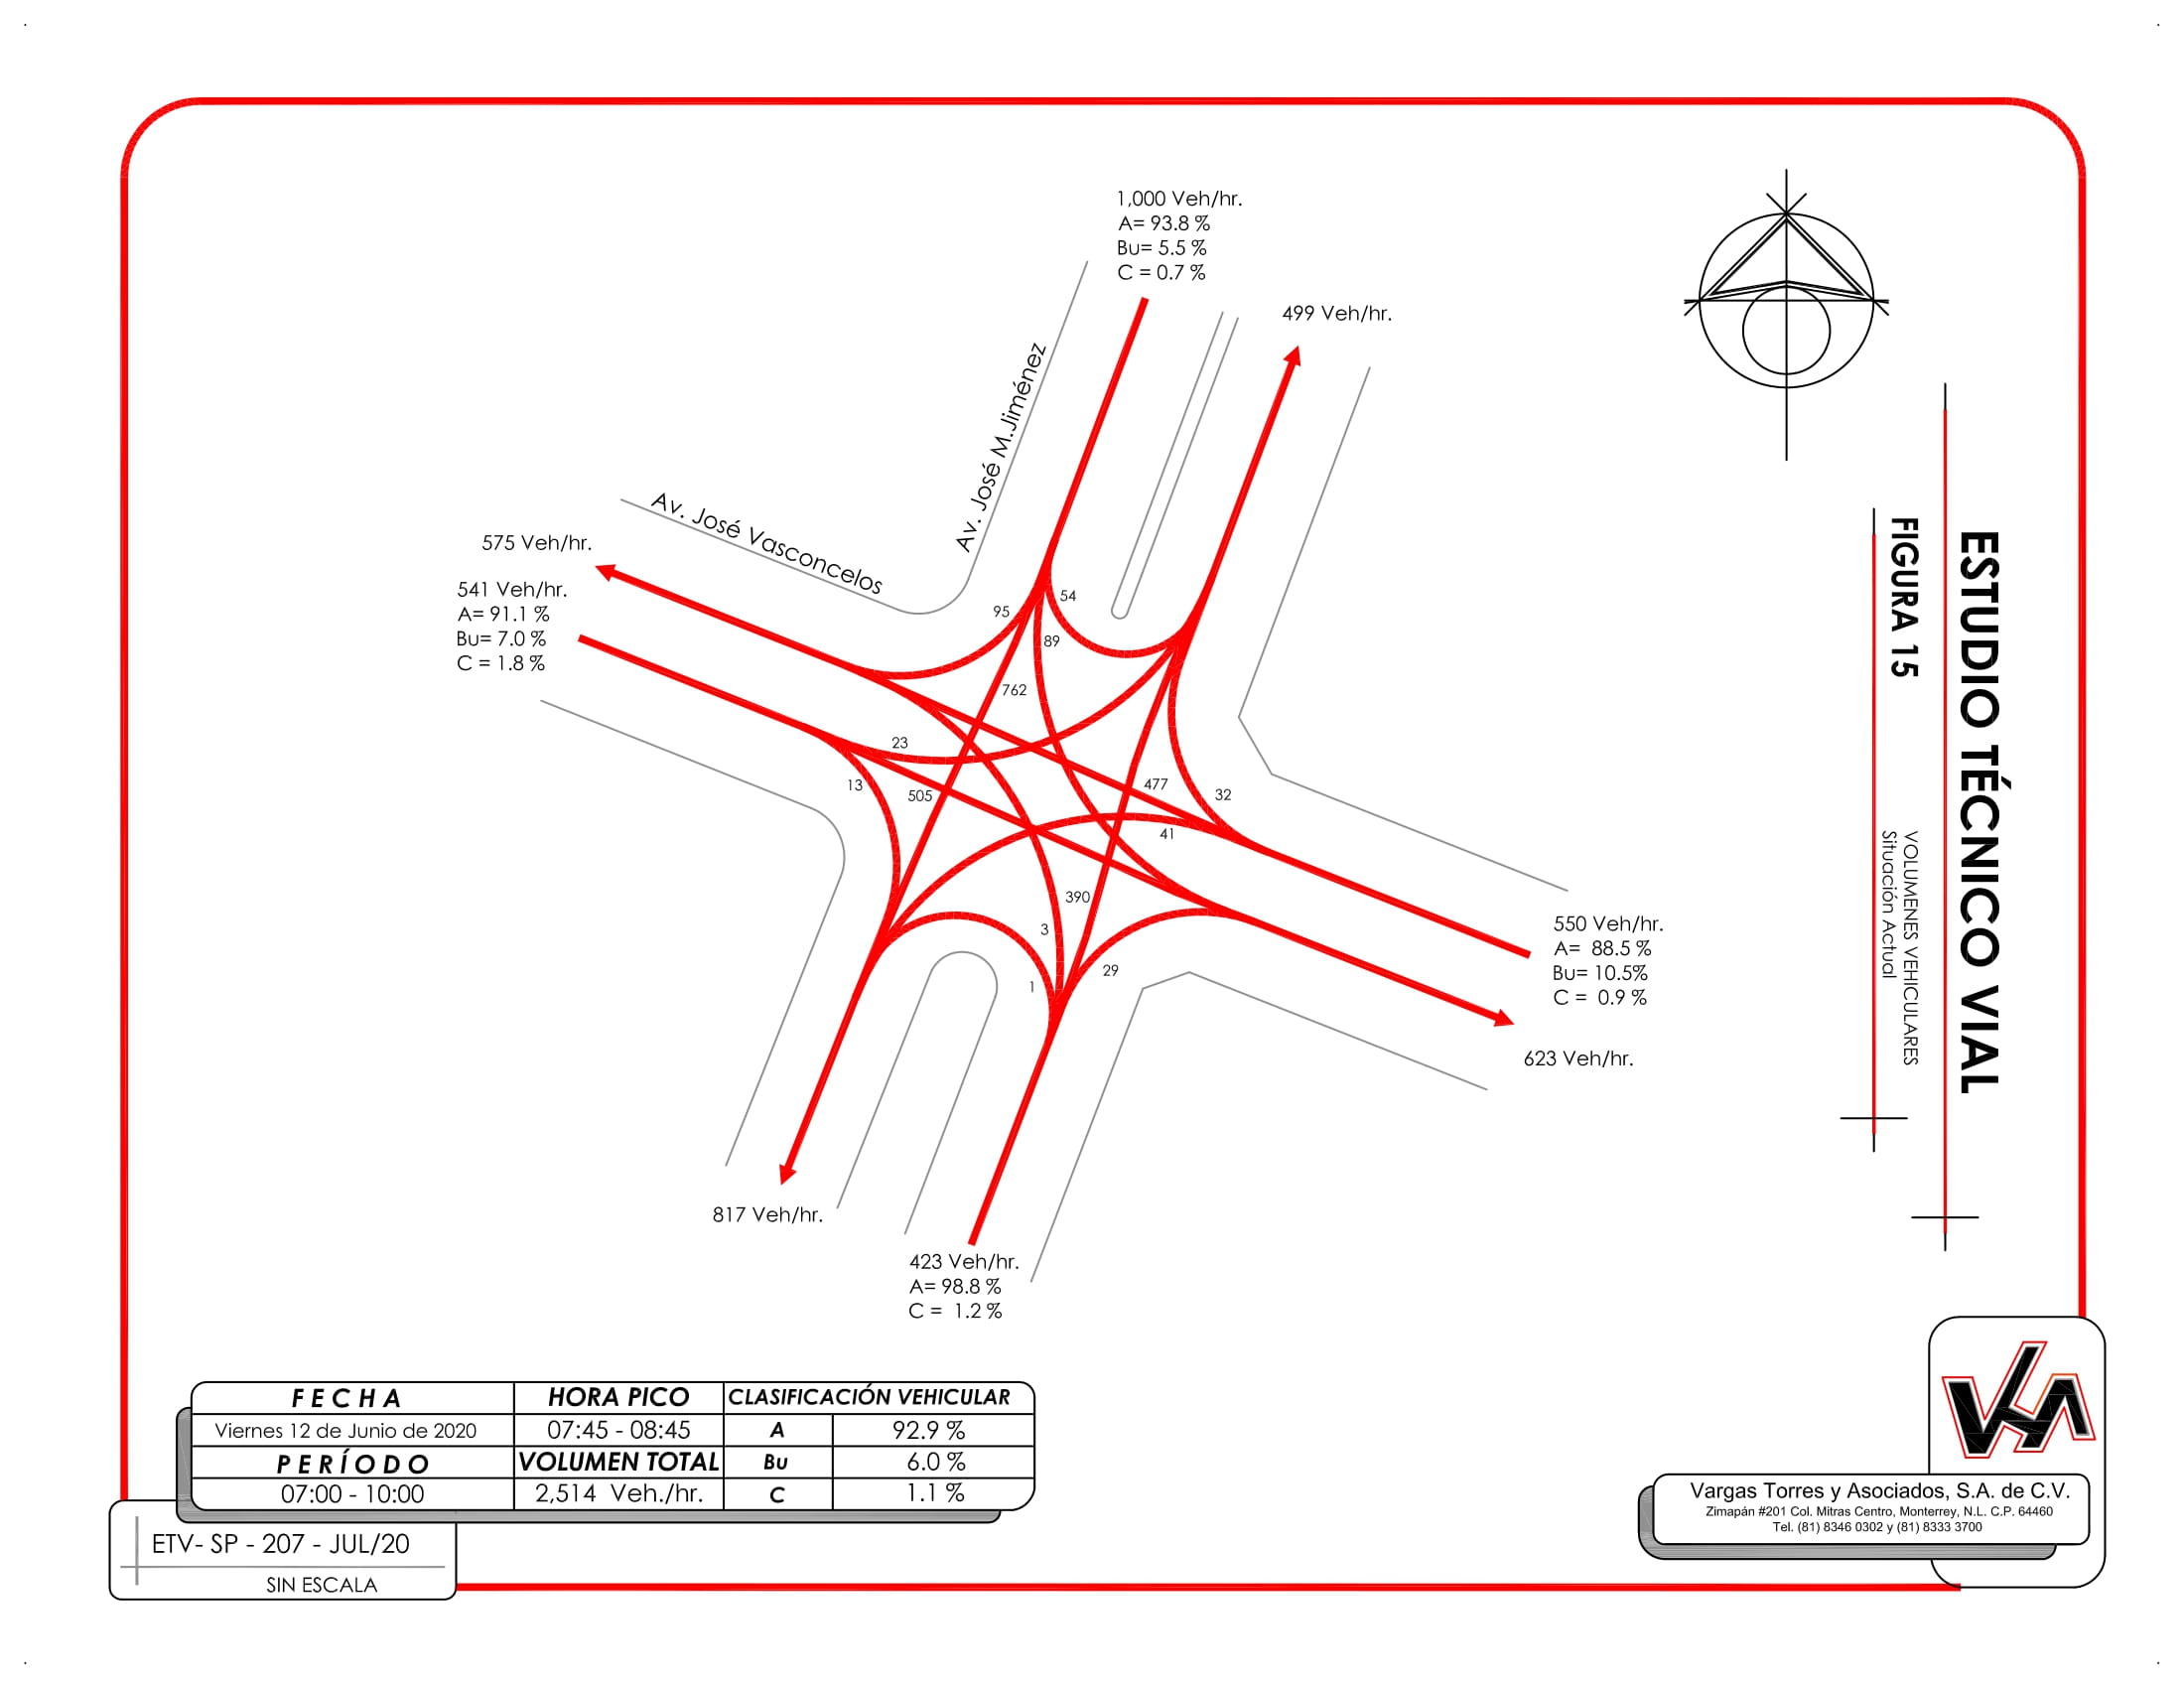 1,000 Veh/hr.
A= 93.8 %
Bu= 5.5 %
C = 0.7 %
499 Veh/hr.
Av. José M.Jiménez
Av. José Vasconcelos
575 Veh/hr.
541 Veh/hr.
A= 91.1 %
Bu= 7.0 %
C = 1.8 %
95
54
89
762
23
13
505
477
32
41
390
3
29
1
550 Veh/hr.
A= 88.5 %
Bu= 10.5%
C = 0.9 %
623 Veh/hr.
817 Veh/hr.
423 Veh/hr.
A= 98.8 %
C = 1.2 %
ESTUDIO TÉCNICO VIAL
FIGURA 15
VOLUMENES VEHICULARES
Situación Actual
FECHA
HORA PICO
CLASIFICACIÓN VEHICULAR
Viernes 12 de Junio de 2020
07:45 - 08:45
A
92.9 %
PERÍODO
VOLUMEN TOTAL
Bu
6.0 %
07:00 - 10:00
2,514 Veh./hr.
C
1.1 %
ETV- SP - 207 - JUL/20
SIN ESCALA
Vargas Torres y Asociados, S.A. de C.V.
Zimapán #201 Col. Mitras Centro, Monterrey, N.L. C.P. 64460
Tel. (81) 8346 0302 y (81) 8333 3700